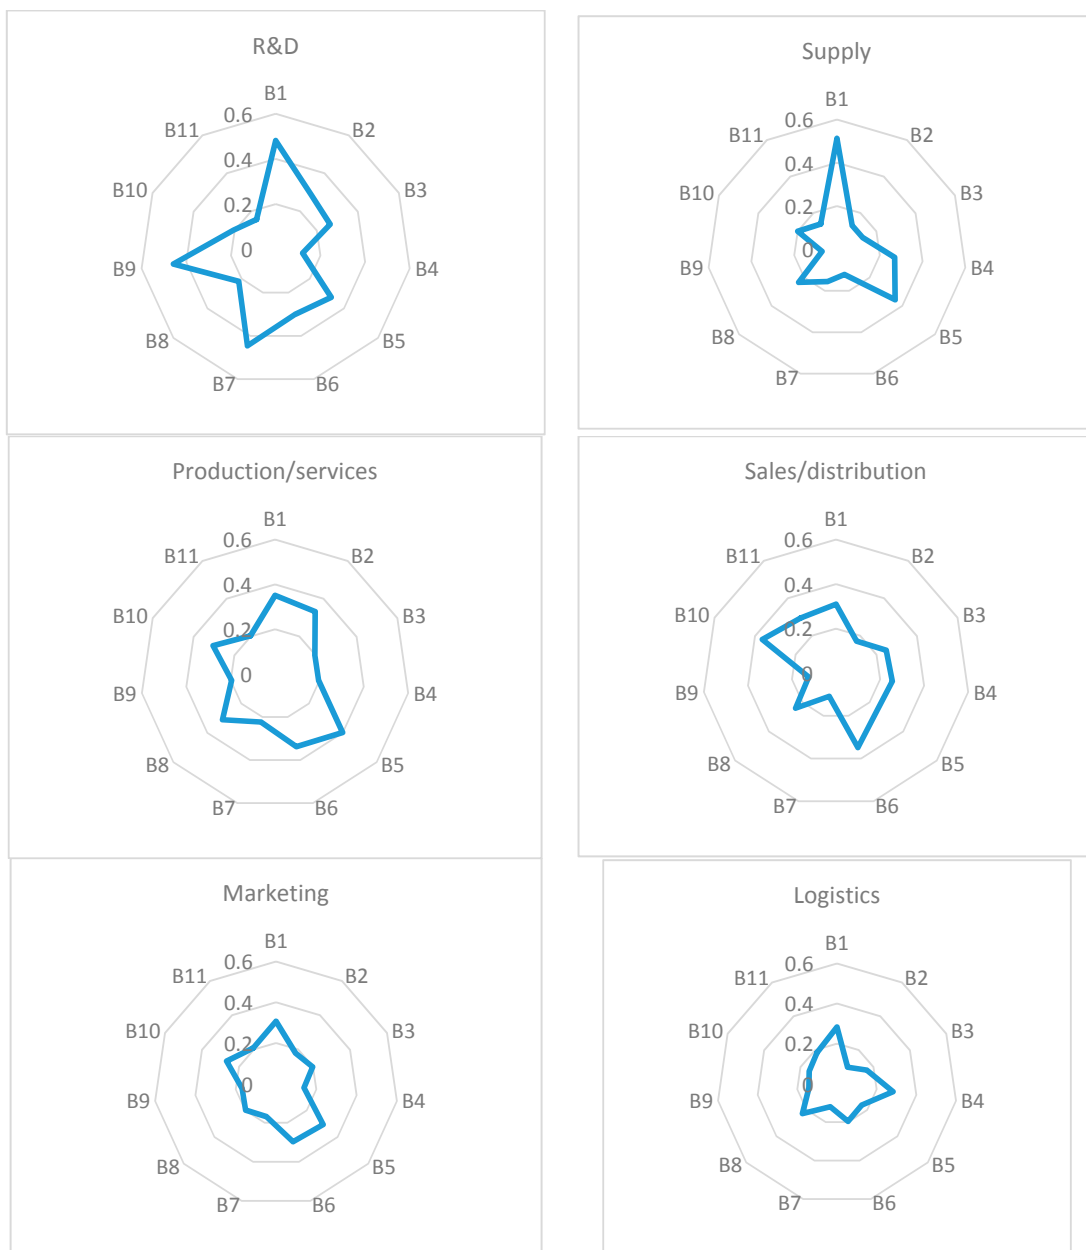 R&D
B1
0.6
B11
B2
0.4
B10
B3
0.2
0
B9
B4
B8
B5
B7
B6
Supply
B1
0.6
B11
B2
0.4
B10
B3
0.2
0
B9
B4
B8
B5
B7
B6
Production/services
B1
0.6
B11
B2
0.4
B10
B3
0.2
0
B9
B4
B8
B5
B7
B6
Sales/distribution
B1
0.6
B11
B2
0.4
B10
B3
0.2
0
B9
B4
B8
B5
B7
B6
Marketing
B1
0.6
B11
B2
0.4
B10
B3
0.2
0
B9
B4
B8
B5
B7
B6
Logistics
B1
0.6
B11
B2
0.4
B10
B3
0.2
0
B9
B4
B8
B5
B7
B6